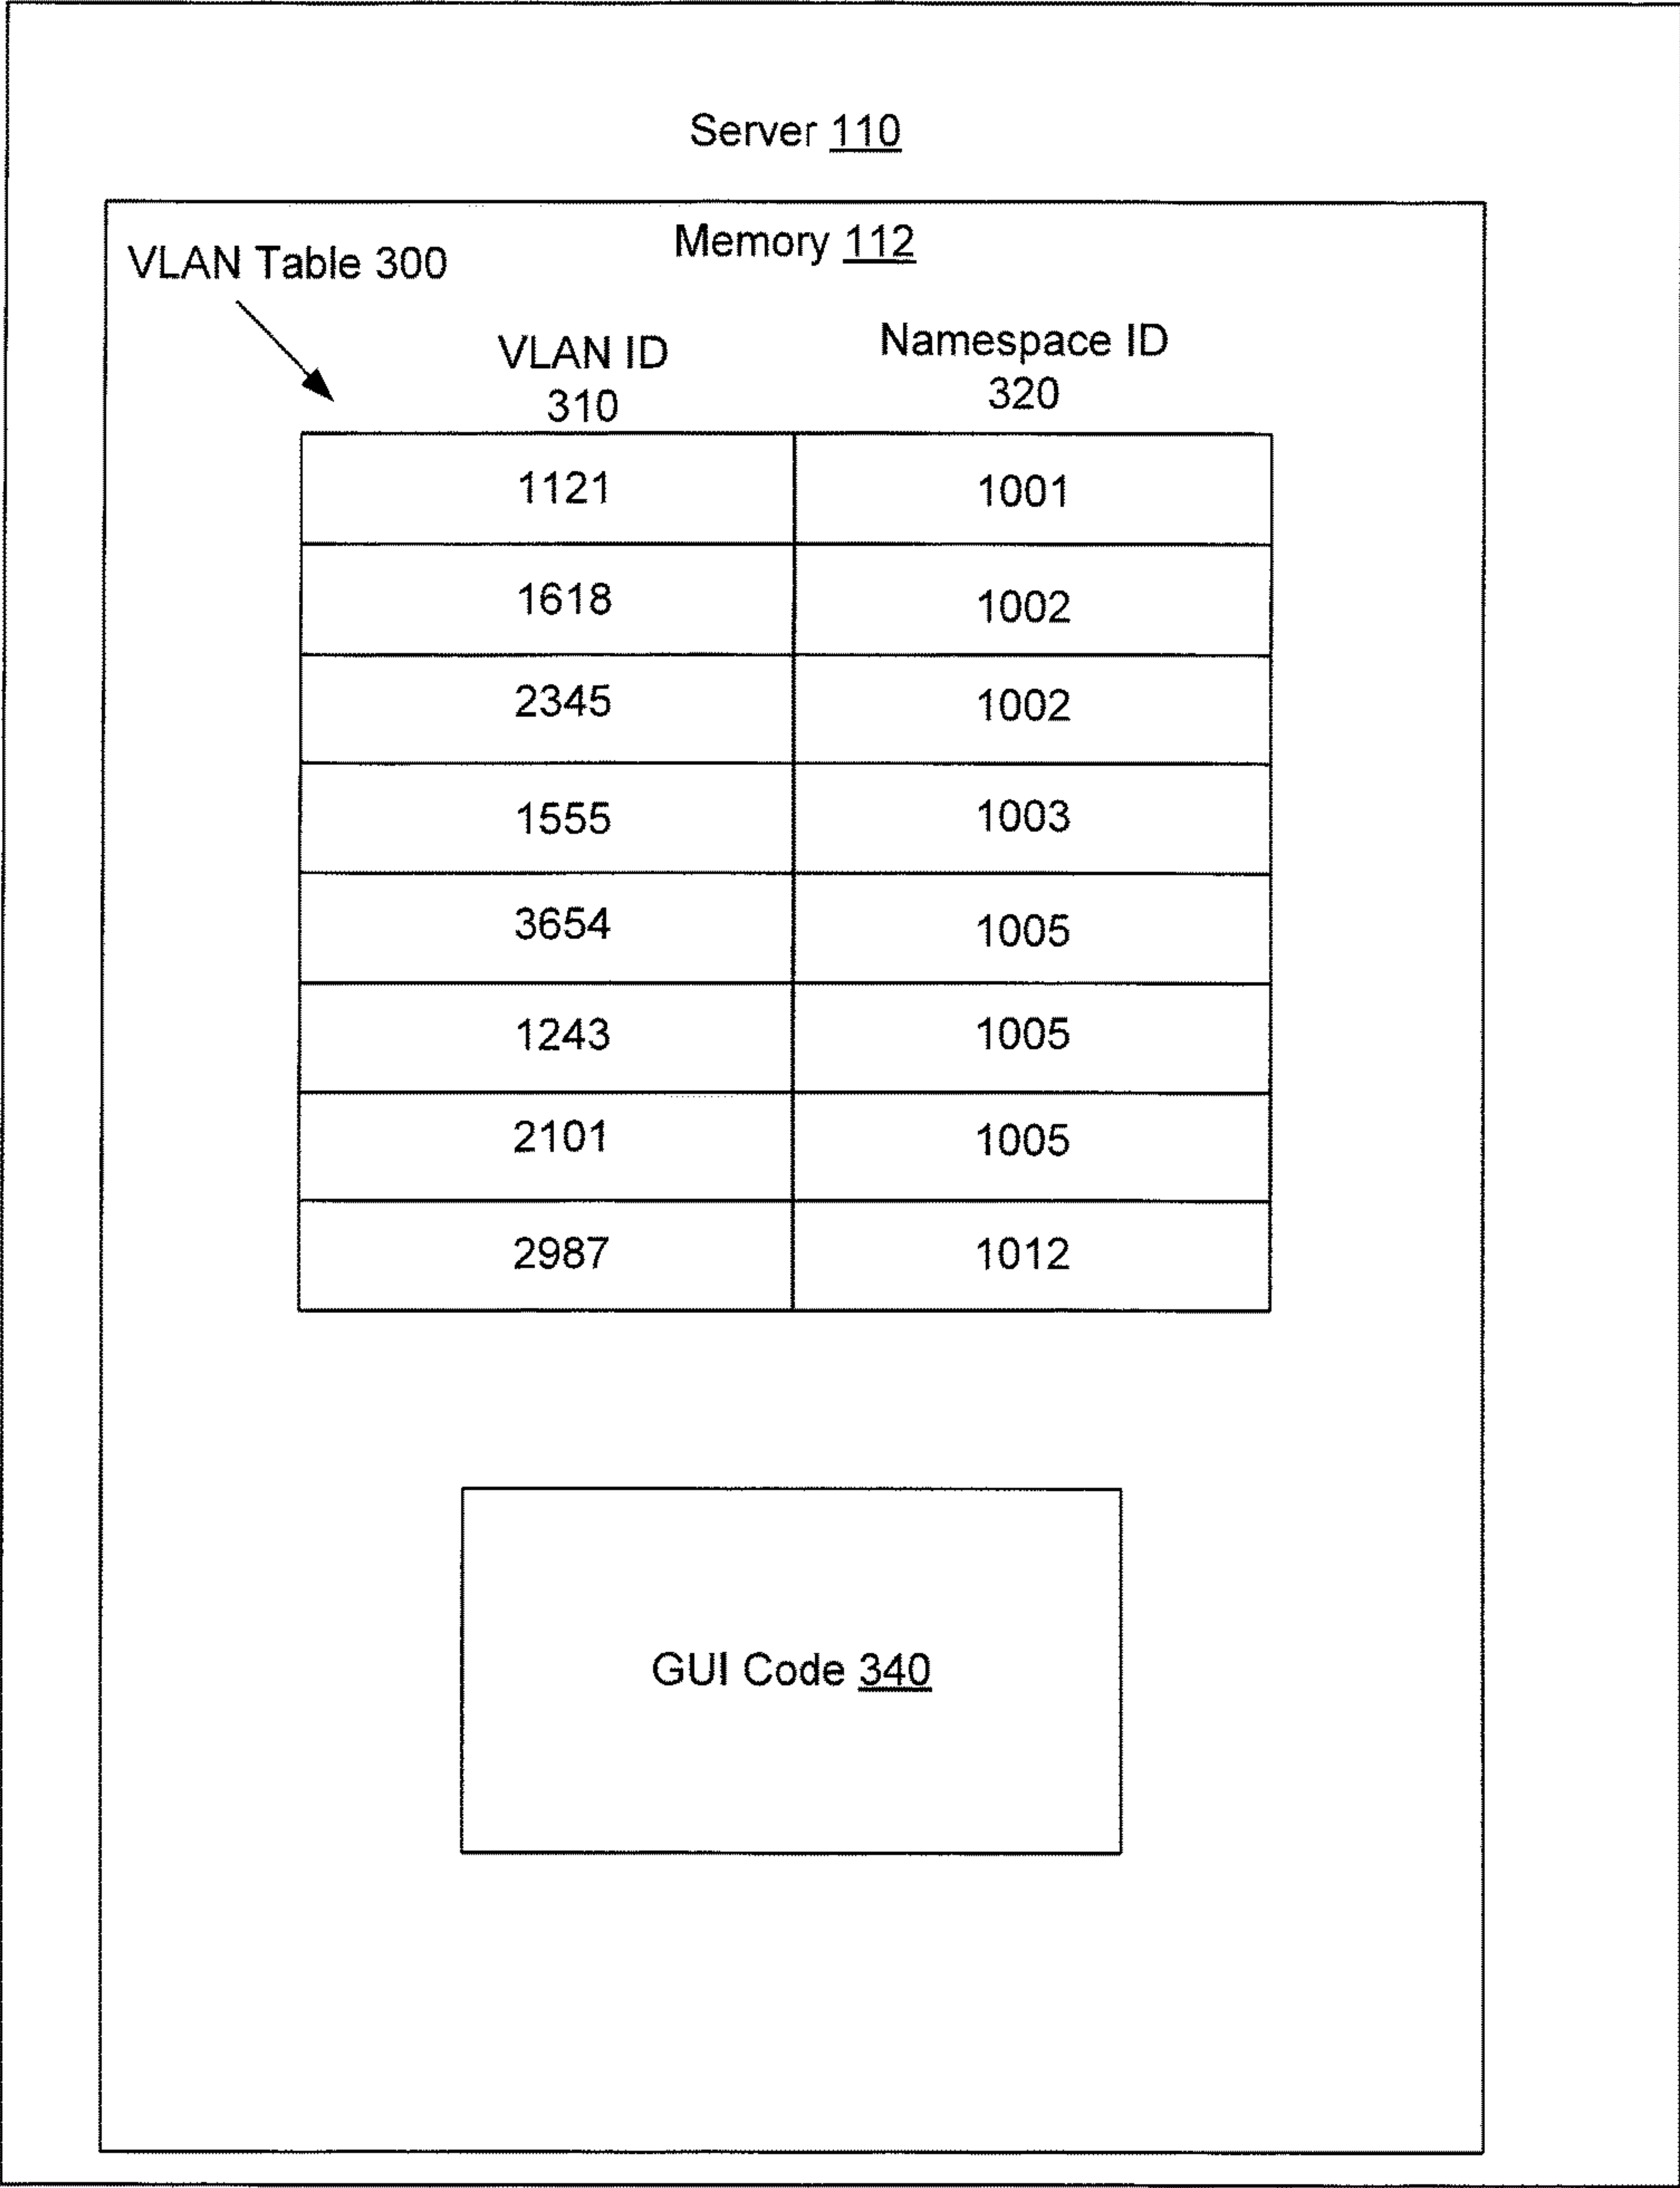 Server 110
Memory 112
VLAN Table 300
VLAN ID
310
Namespace ID
320
1121 1001
1618 1002
2345 1002
1555 1003
3654 1005
1243 1005
2101 1005
2987 1012
GUI Code 340